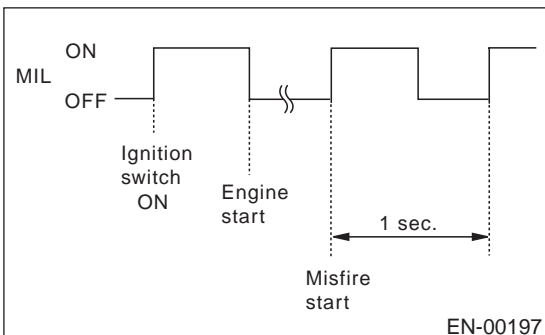 ON
MIL
OFF
Ignition
switch
ON
Engine
start
1 sec.
Misfire
start
EN-00197